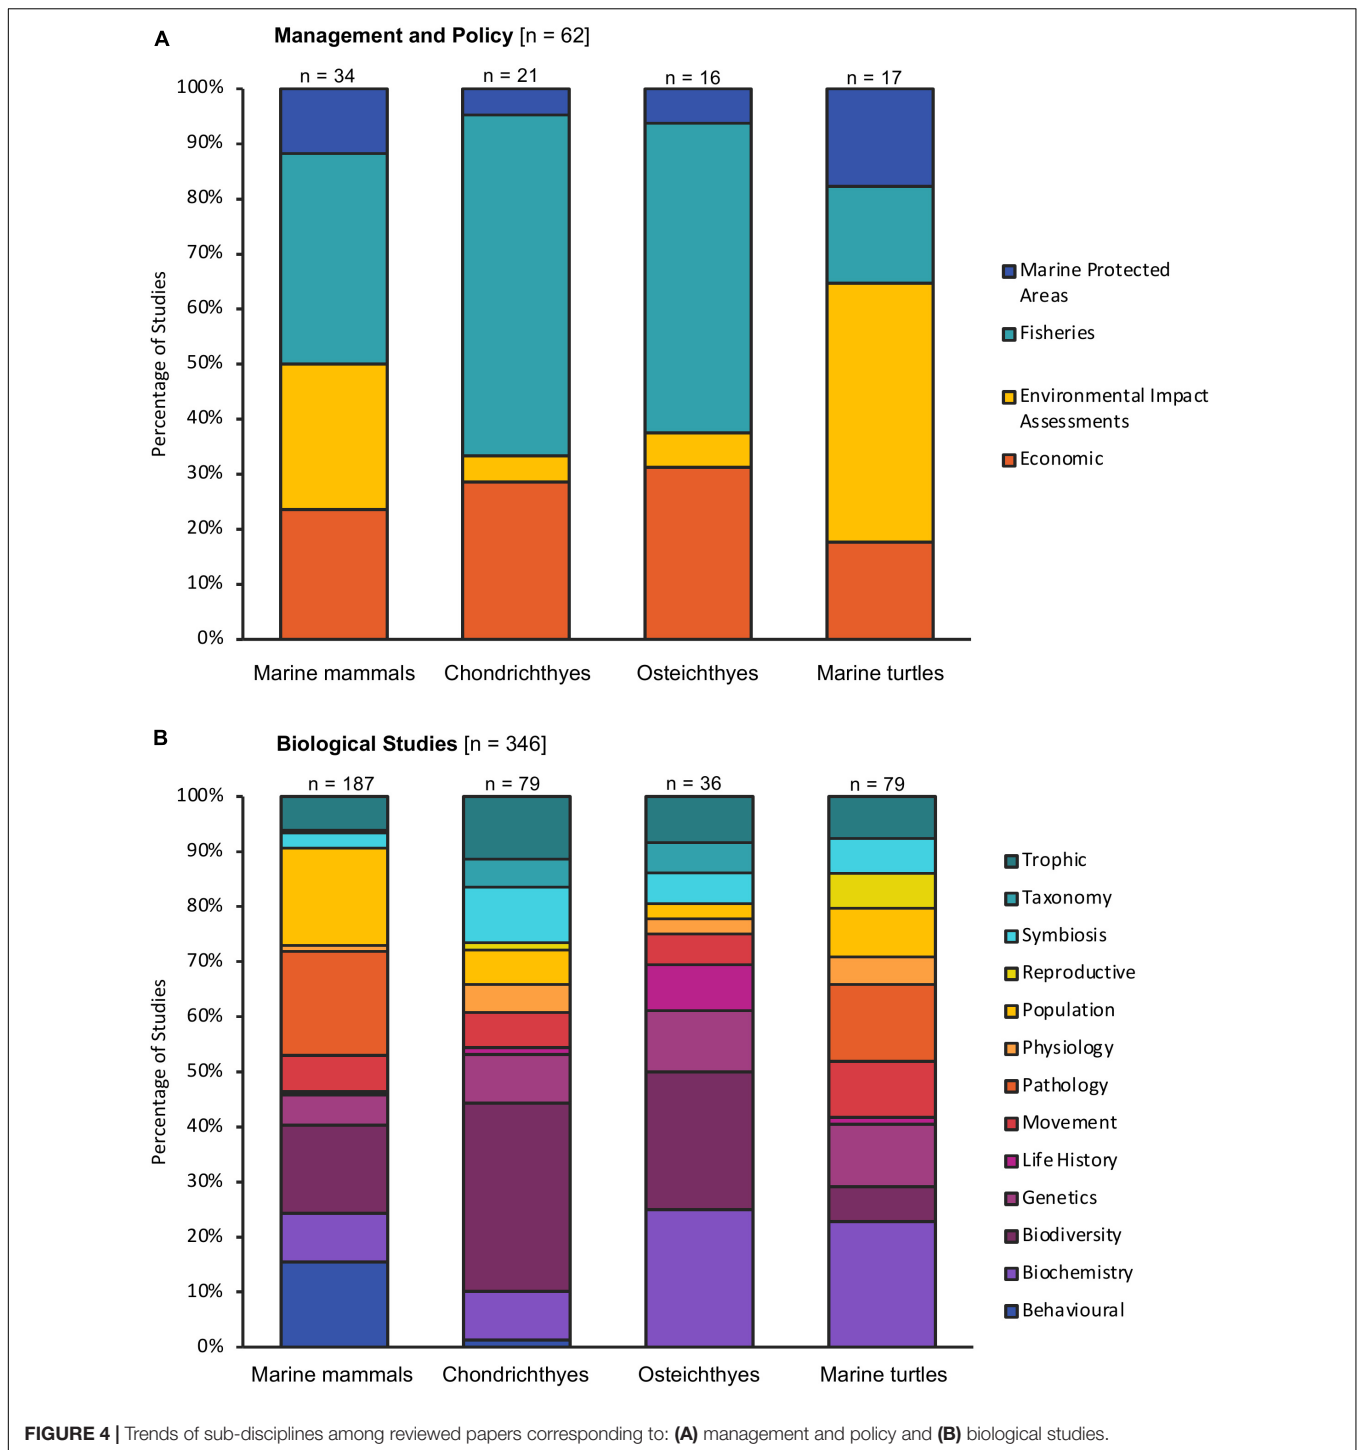 A
Management and Policy [n = 62]
n = 34
n = 21
n = 16
n = 17
100%
90%
80%
70%
60%
50%
40%
30%
20%
10%
0%
Percentage of Studies
Marine mammals
Chondrichthyes
Osteichthyes
Marine turtles
Marine Protected
Areas
Fisheries
Environmental Impact
Assessments
Economic
B
Biological Studies [n = 346]
n = 187
n = 79
n = 36
n = 79
100%
90%
80%
70%
60%
50%
40%
30%
20%
10%
0%
Percentage of Studies
Marine mammals
Chondrichthyes
Osteichthyes
Marine turtles
Trophic
Taxonomy
Symbiosis
Reproductive
Population
Physiology
Pathology
Movement
Life History
Genetics
Biodiversity
Biochemistry
Behavioural
FIGURE 4 | Trends of sub-disciplines among reviewed papers corresponding to: (A) management and policy and (B) biological studies.